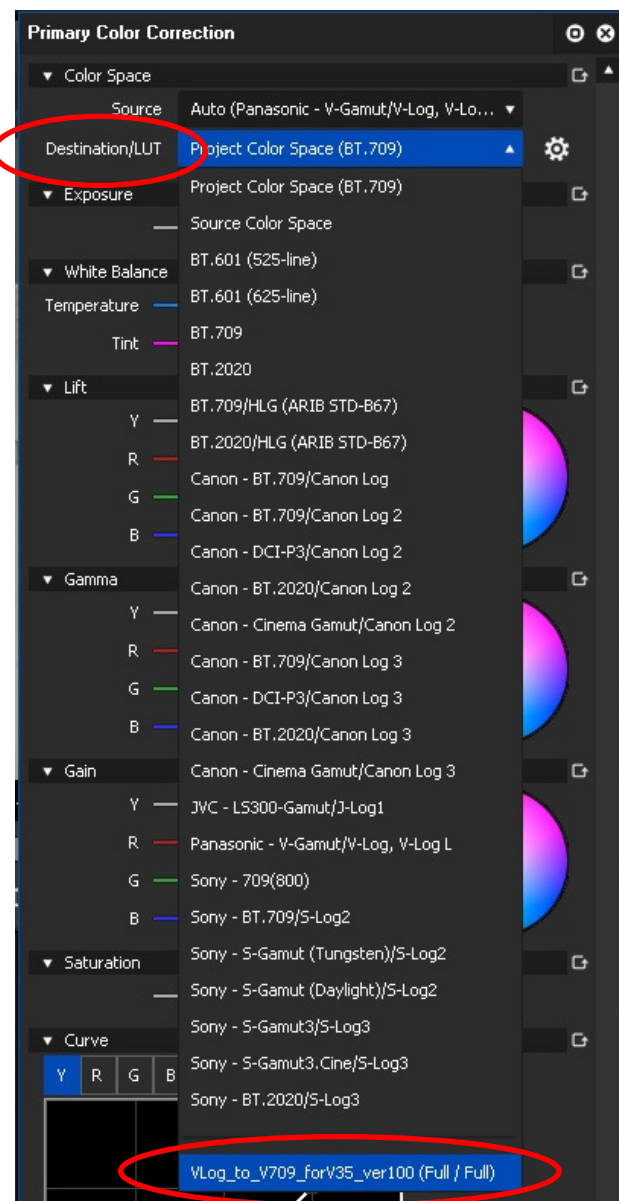 Primary Color Correction
Color Space
Source Auto (Panasonic - V-Gamut/V-Log, V-Lo...
Destination/LUT Project Color Space (BT.709)
Exposure Project Color Space (BT.709)
Source Color Space
White Balance BT.601 (525-line)
Temperature BT.601 (625-line)
Tint BT.709
BT.2020
Lift
Y BT.709/HLG (ARIB STD-B67)
R BT.2020/HLG (ARIB STD-B67)
G Canon - BT.709/Canon Log
B Canon - BT.709/Canon Log 2
Canon - DCI-P3/Canon Log 2
Gamma Canon - BT.2020/Canon Log 2
Y Canon - Cinema Gamut/Canon Log 2
R Canon - BT.709/Canon Log 3
G Canon - DCI-P3/Canon Log 3
B Canon - BT.2020/Canon Log 3
Gain Canon - Cinema Gamut/Canon Log 3
Y JVC - LS300-Gamut/J-Log1
R Panasonic - V-Gamut/V-Log, V-Log L
G Sony - 709(800)
B Sony - BT.709/S-Log2
Saturation Sony - S-Gamut (Tungsten)/S-Log2
Sony - S-Gamut (Daylight)/S-Log2
Sony - S-Gamut3/S-Log3
Curve
Y R G B Sony - S-Gamut3.Cine/S-Log3
Sony - BT.2020/S-Log3
VLog_to_V709_forV35_ver100 (Full / Full)